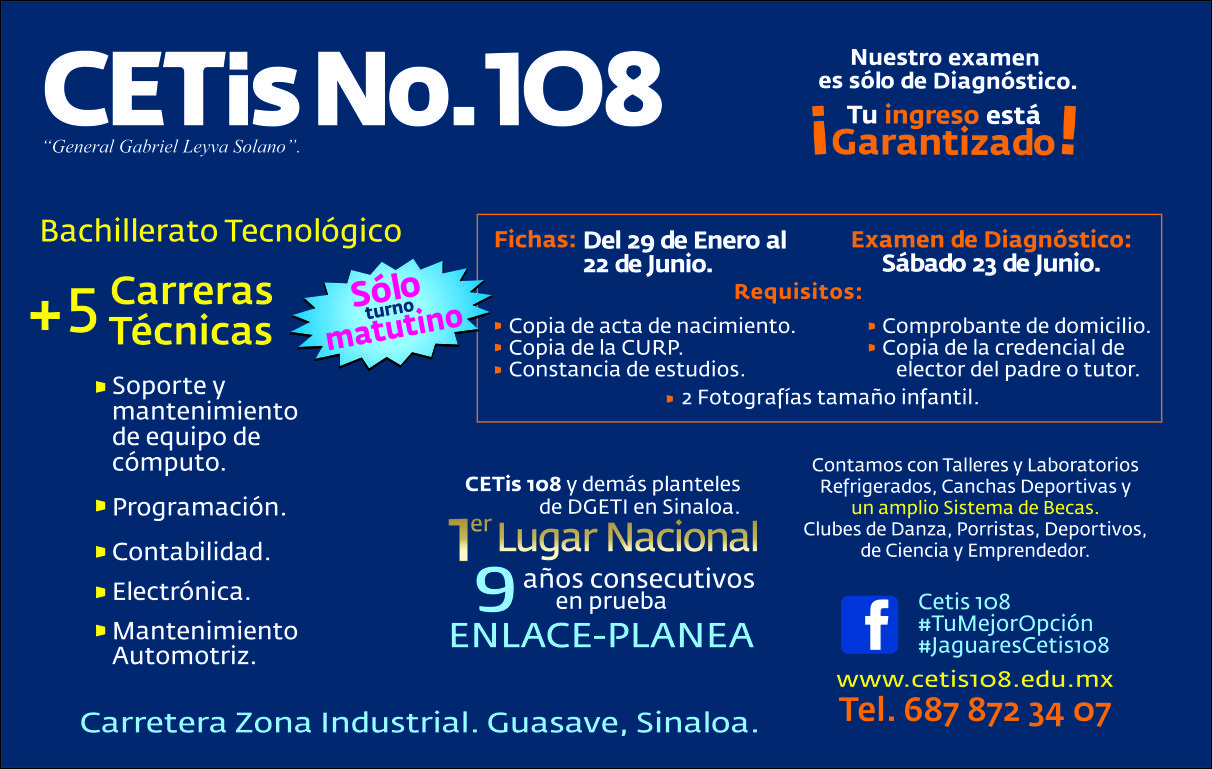 CETis No. 108
“General Gabriel Leyva Solano”.
Nuestro examen
es sólo de Diagnóstico.
¡Tu ingreso está
Garantizado!
Bachillerato Tecnológico
+5 Carreras
Técnicas
Sólo
turno
matutino
Soporte y
mantenimiento
de equipo de
cómputo.
Programación.
Contabilidad.
Electrónica.
Mantenimiento
Automotriz.
Fichas: Del 29 de Enero al
22 de Junio.
Examen de Diagnóstico:
Sábado 23 de Junio.
Requisitos:
Copia de acta de nacimiento.
Copia de la CURP.
Constancia de estudios.
Comprobante de domicilio.
Copia de la credencial de
elector del padre o tutor.
2 Fotografías tamaño infantil.
CETis 108 y demás planteles
de DGETI en Sinaloa.
1er Lugar Nacional
9 años consecutivos
en prueba
ENLACE-PLANEA
Contamos con Talleres y Laboratorios
Refrigerados, Canchas Deportivas y
un amplio Sistema de Becas.
Clubes de Danza, Porristas, Deportivos,
de Ciencia y Emprendedor.
f
Cetis 108
#TuMejorOpción
#JaguaresCetis108
www.cetis108.edu.mx
Tel. 687 872 34 07
Carretera Zona Industrial. Guasave, Sinaloa.